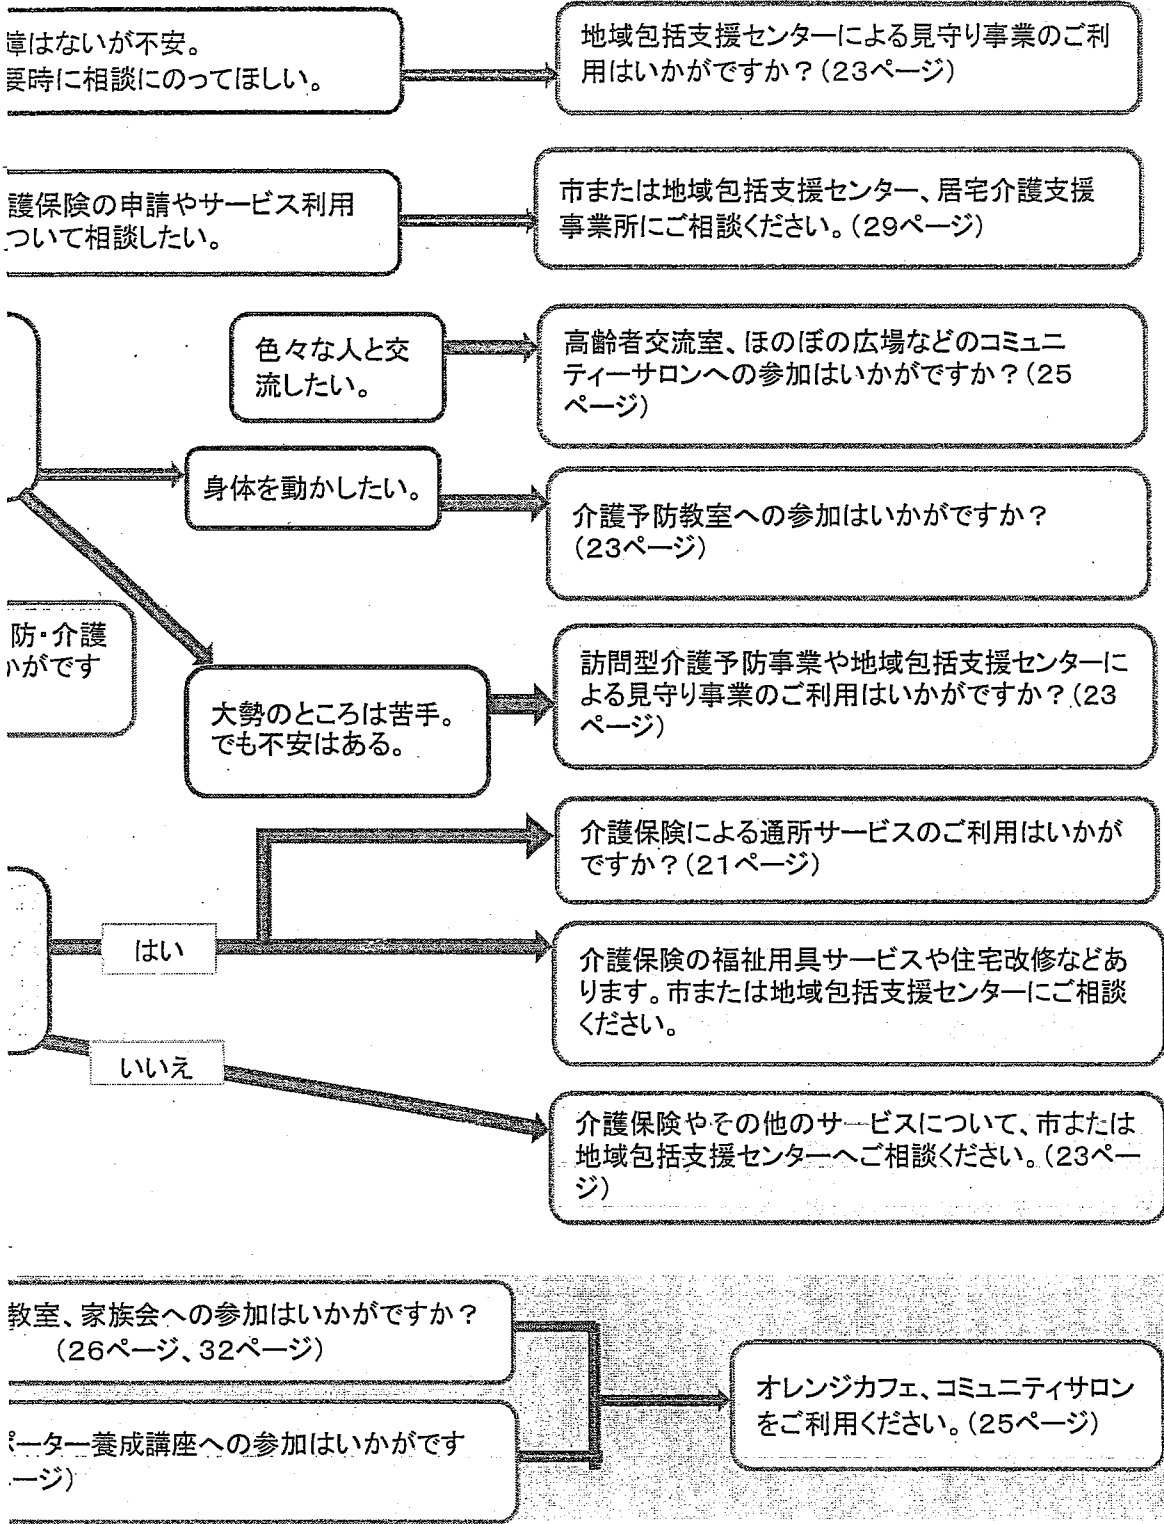 障はないが不安。
要時に相談にのってほしい。
地域包括支援センターによる見守り事業のご利
用はいかがですか？（23ページ）
護保険の申請やサービス利用
ついて相談したい。
市または地域包括支援センター、居宅介護支援
事業所にご相談ください。（29ページ）
色々な人と交
流したい。
高齢者交流室、ほのぼの広場などのコミュニ
ティーサロンへの参加はいかがですか？（25
ページ）
身体を動かしたい。
介護予防教室への参加はいかがですか？
（23ページ）
防・介護
かがです
大勢のところは苦手。
でも不安はある。
訪問型介護予防事業や地域包括支援センターに
よる見守り事業のご利用はいかがですか？（23
ページ）
介護保険による通所サービスのご利用はいかが
ですか？（21ページ）
はい
介護保険の福祉用具サービスや住宅改修などあ
ります。市または地域包括支援センターにご相談
ください。
いいえ
介護保険やその他のサービスについて、市または
地域包括支援センターへご相談ください。（23ペー
ジ）
教室、家族会への参加はいかがですか？
（26ページ、32ページ）
オレンジカフェ、コミュニティサロン
をご利用ください。（25ページ）
ポーター養成講座への参加はいかがです
ージ）